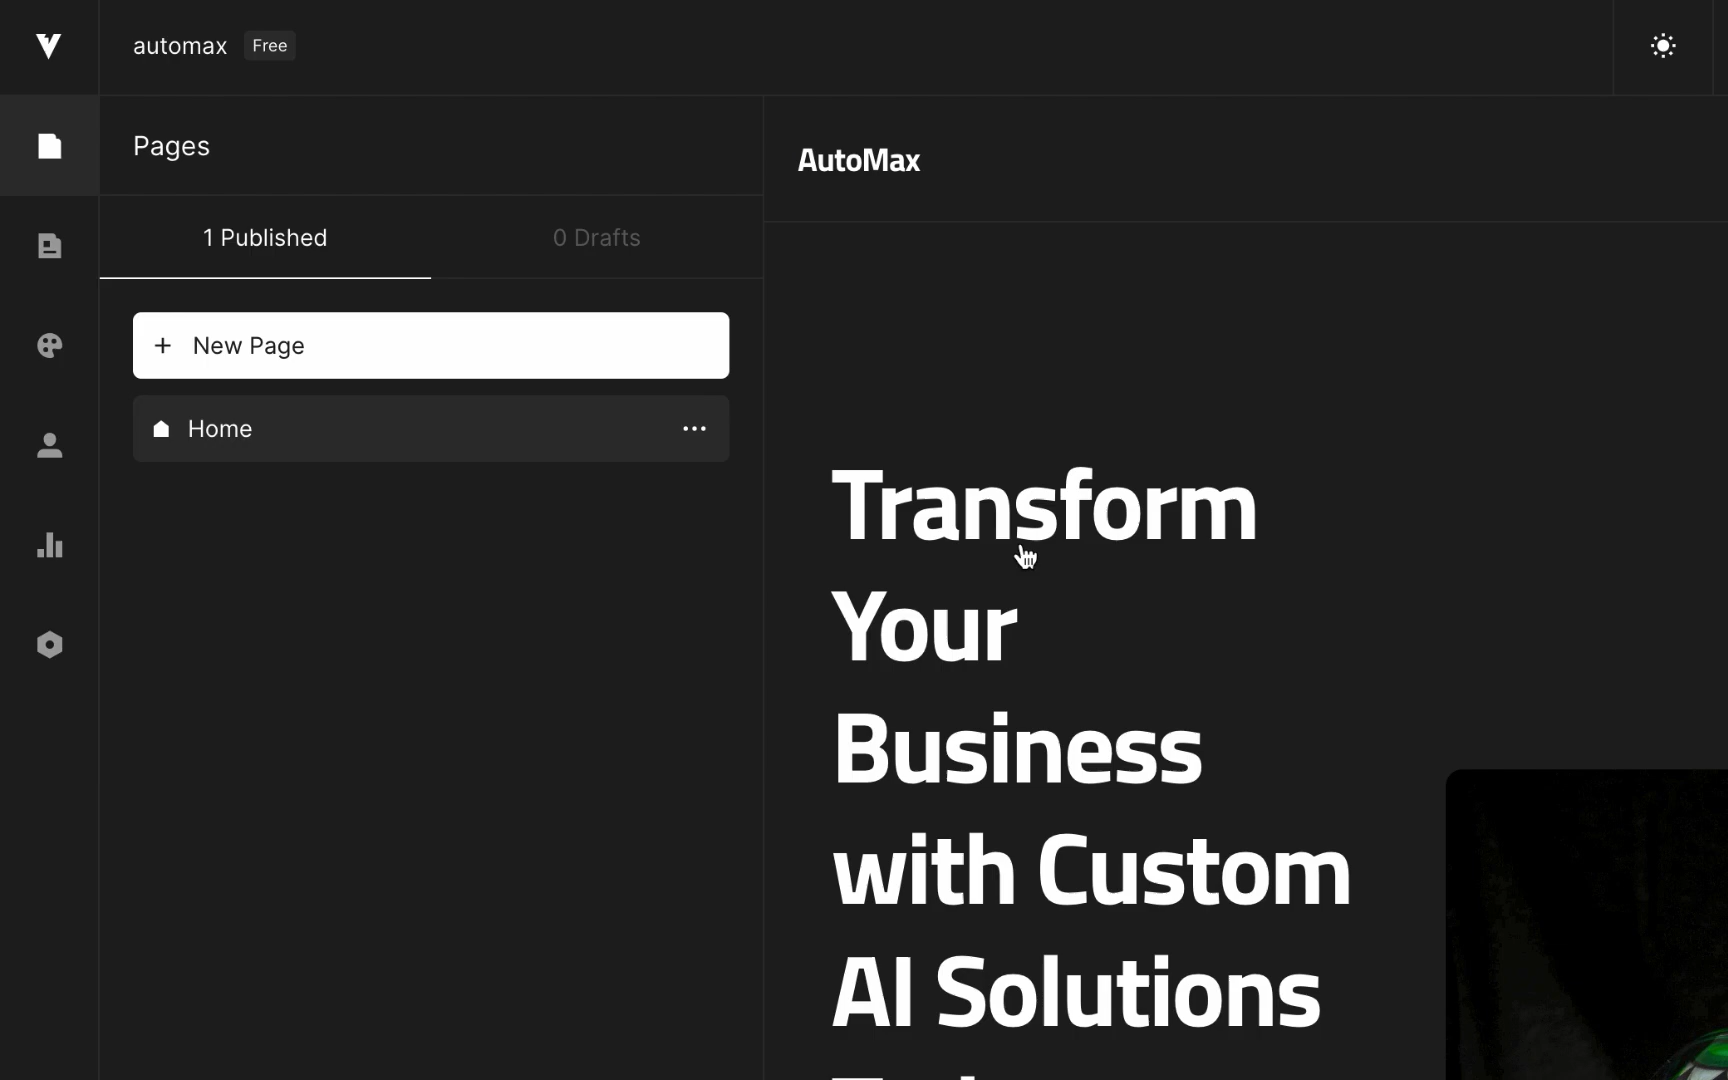 automax Free
Pages
AutoMax
1 Published 0 Drafts
+ New Page
Home
Transform
Your
Business
with Custom
AI Solutions